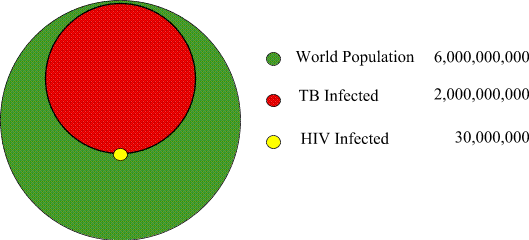 World Population 6,000,000,000
TB Infected 2,000,000,000
HIV Infected 30,000,000